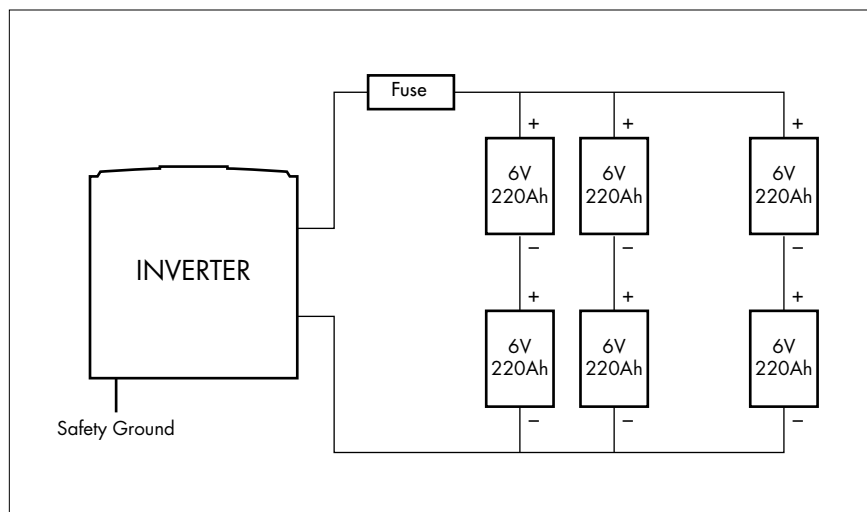 Fuse
+
+
+
6V
220Ah
6V
220Ah
6V
220Ah
INVERTER
−
−
−
+
+
+
6V
220Ah
6V
220Ah
6V
220Ah
Safety Ground
−
−
−